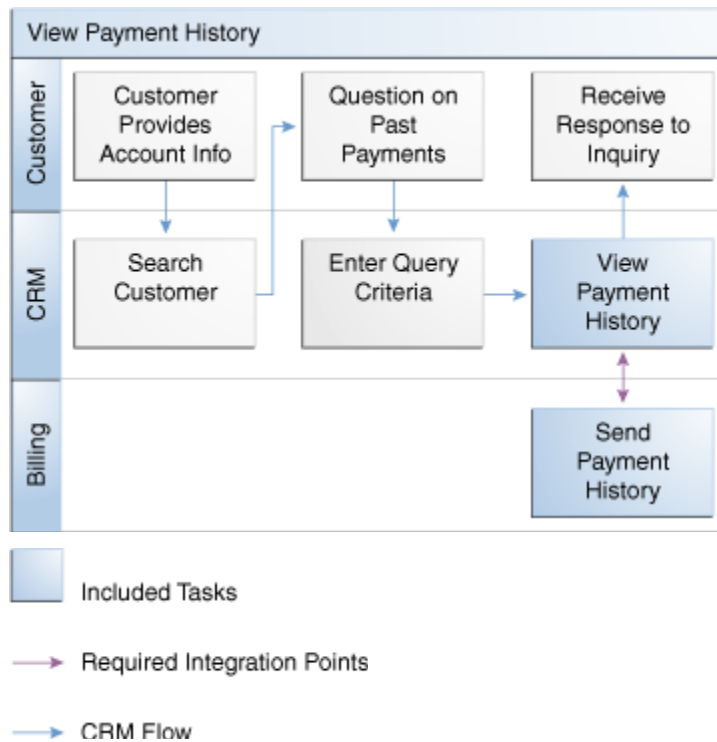 View Payment History
Customer
Customer
Provides
Account Info
Question on
Past
Payments
Receive
Response to
Inquiry
CRM
Search
Customer
Enter Query
Criteria
View
Payment
History
Billing
Send
Payment
History
Included Tasks
Required Integration Points
CRM Flow